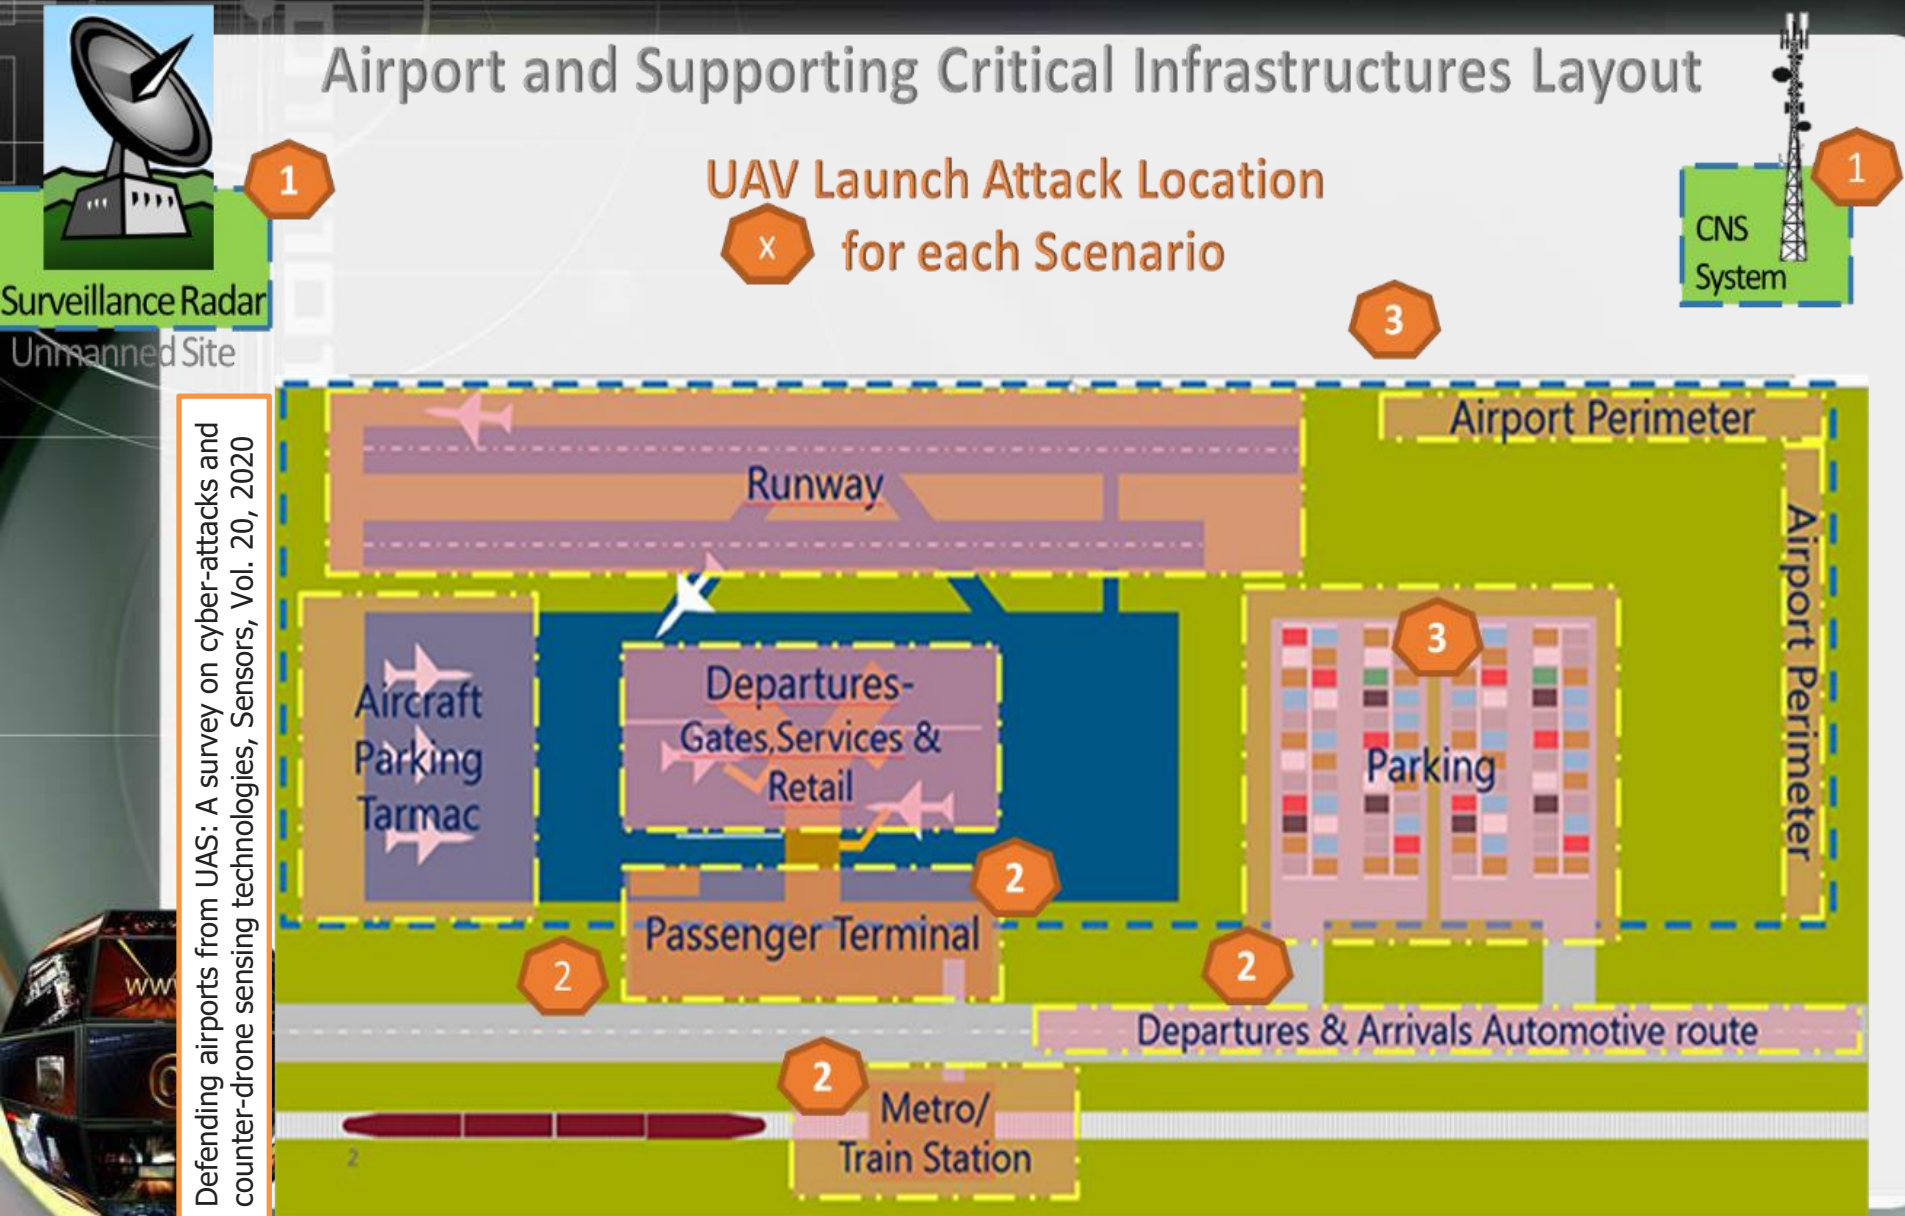 Airport and Supporting Critical Infrastructures Layout
1
1
UAV Launch Attack Location
X
for each Scenario
CNS
System
Surveillance Radar
Unmanned Site
3
Defending airports from UAS: A survey on cyber-attacks and
counter-drone sensing technologies, Sensors, Vol. 20, 2020
Airport Perimeter
Runway
Airport Perimeter
3
Aircraft
Parking
Tarmac
Departures-
Gates,Services &
Retail
Parking
2
Passenger Terminal
2
2
Departures & Arrivals Automotive route
2
Metro/
Train Station
2